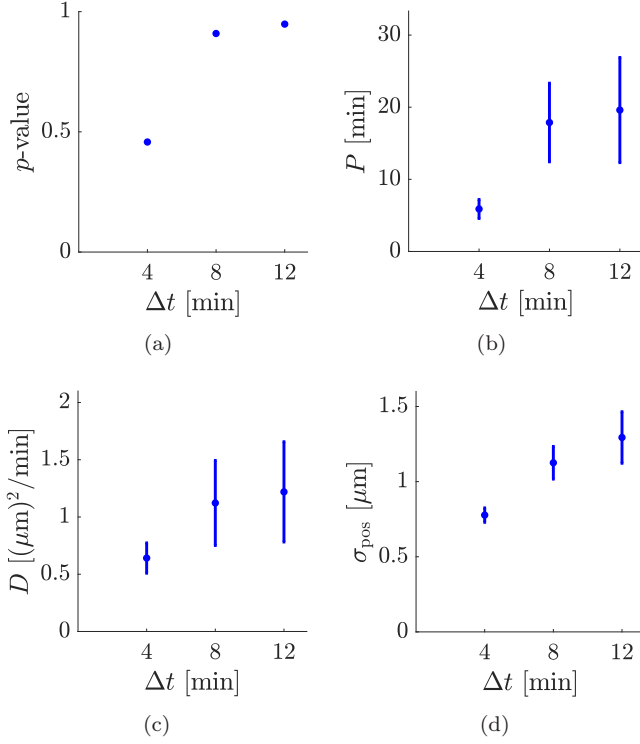 1
0.5
0
p-value
4 8 12
Δt [min]
(a)
30
20
10
0
P [min]
4 8 12
Δt [min]
(b)
2
1.5
1
0.5
0
D [(μm)²/min]
4 8 12
Δt [min]
(c)
1.5
1
0.5
0
σpos [μm]
4 8 12
Δt [min]
(d)